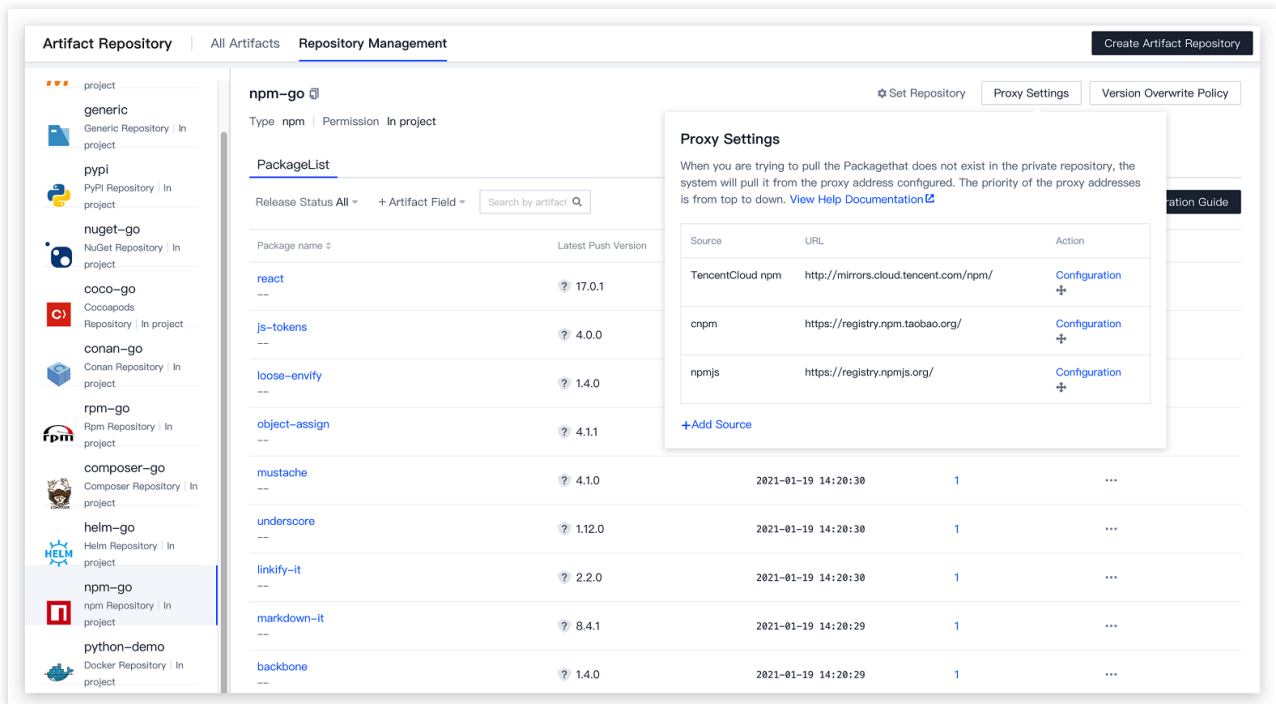 Artifact Repository
All Artifacts
Repository Management
Create Artifact Repository
project
generic
Generic Repository | In
project
pypi
PyPI Repository | In
project
nuget-go
NuGet Repository | In
project
coco-go
Cocoapods
Repository | In project
conan-go
Conan Repository | In
project
rpm-go
rpm
Rpm Repository | In
project
composer-go
Composer Repository | In
project
helm-go
HELM
Helm Repository | In
project
npm-go
npm Repository | In
project
python-demo
Docker Repository | In
project
npm-go
Set Repository
Proxy Settings
Version Overwrite Policy
Type npm | Permission In project
PackageList
Release Status All
+ Artifact Field
Search by artifact
ration Guide
Package name
Latest Push Version
react
--
? 17.0.1
js-tokens
--
? 4.0.0
loose-envify
--
? 1.4.0
object-assign
--
? 4.1.1
mustache
--
? 4.1.0
2021-01-19 14:20:30
1
...
underscore
--
? 1.12.0
2021-01-19 14:20:30
1
...
linkify-it
--
? 2.2.0
2021-01-19 14:20:30
1
...
markdown-it
--
? 8.4.1
2021-01-19 14:20:29
1
...
backbone
--
? 1.4.0
2021-01-19 14:20:29
1
...
Proxy Settings
When you are trying to pull the Packagethat does not exist in the private repository, the
system will pull it from the proxy address configured. The priority of the proxy addresses
is from top to down. View Help Documentation
Source
URL
Action
TencentCloud npm
http://mirrors.cloud.tencent.com/npm/
Configuration
cnpm
https://registry.npm.taobao.org/
Configuration
npmjs
https://registry.npmjs.org/
Configuration
+Add Source